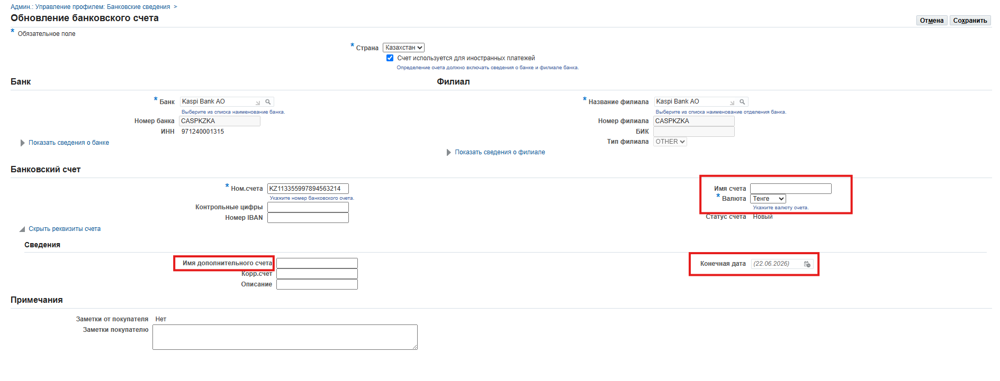 Админ.: Управление профилем: Банковские сведения >
Обновление банковского счета
Отмена Сохранить
* Обязательное поле
* Страна Казахстан
Счет используется для иностранных платежей
Определение счета должно включать сведения о банке и филиале банка.
Банк
* Банк Kaspi Bank АО
Выберите из списка наименование банка.
Номер банка CASPKZKA
ИНН 971240001315
Показать сведения о банке
Филиал
* Название филиала Kaspi Bank АО
Выберите из списка наименование отделения банка.
Номер филиала CASPKZKA
БИК
Тип филиала OTHER
Показать сведения о филиале
Банковский счет
* Ном.счета KZ113355997894563214
Указите номер банковского счета.
Контрольные цифры
Номер IBAN
Имя счета
* Валюта Тенге
Укажите валюту счета.
Статус счета Новый
Скрыть реквизиты счета
Сведения
Имя дополнительного счета
Корр.счет
Описание
Конечная дата (22.06.2026)
Примечания
Заметки от покупателя Нет
Заметки покупателю